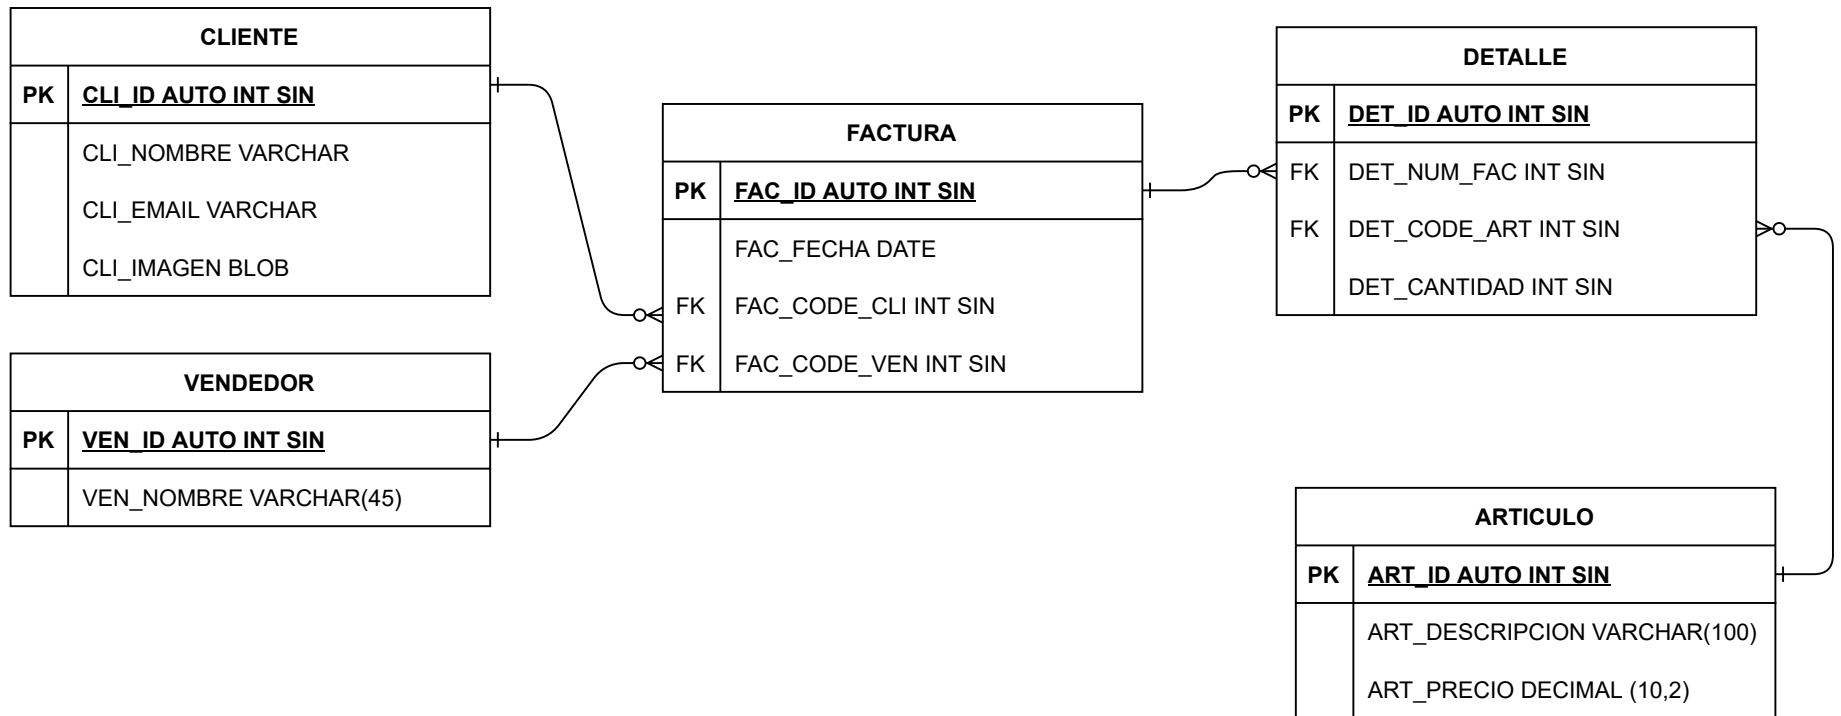 CLIENTE
PK CLI_ID AUTO INT SIN
CLI_NOMBRE VARCHAR
CLI_EMAIL VARCHAR
CLI_IMAGEN BLOB
VENDEDOR
PK VEN_ID AUTO INT SIN
VEN_NOMBRE VARCHAR(45)
FACTURA
PK FAC_ID AUTO INT SIN
FAC_FECHA DATE
FK FAC_CODE_CLI INT SIN
FK FAC_CODE_VEN INT SIN
DETALLE
PK DET_ID AUTO INT SIN
FK DET_NUM_FAC INT SIN
FK DET_CODE_ART INT SIN
DET_CANTIDAD INT SIN
ARTICULO
PK ART_ID AUTO INT SIN
ART_DESCRIPCION VARCHAR(100)
ART_PRECIO DECIMAL (10,2)